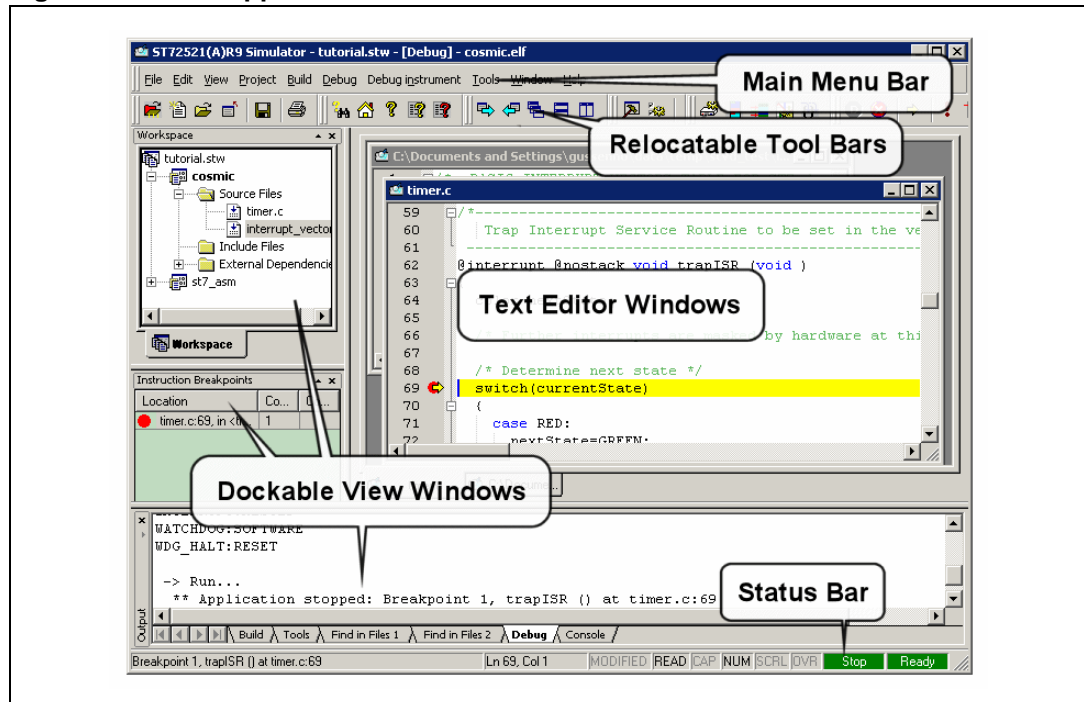 ST72521(A)R9 Simulator - tutorial.stw - [Debug] - cosmic.elf
File Edit View Project Build Debug Debug instrument Tools Window Help
Main Menu Bar
Relocatable Tool Bars
Workspace
tutorial.stw
cosmic
Source Files
timer.c
interrupt_vector
Include Files
External Dependencie
st7_asm
Workspace
C:\Documents and Settings\gus
timer.c
59 /*-----------------------------------------------------
60 Trap Interrupt Service Routine to be set in the ve
61 -----------------------------------------------------
62 @interrupt @nostack void trapISR (void )
63
64
65
66 by hardware at thi
67
68 /* Determine next state */
69 switch(currentState)
70 {
71 case RED:
72 nextState=GREEN;
Text Editor Windows
Instruction Breakpoints
Location Co...
timer.c:69, in <ti... 1
Dockable View Windows
WATCHDOG:SOFTWARE
WDG_HALT:RESET
-> Run...
** Application stopped: Breakpoint 1, trapISR () at timer.c:69
Status Bar
Output
Build Tools Find in Files 1 Find in Files 2 Debug Console
Breakpoint 1, trapISR () at timer.c:69 Ln 69, Col 1 MODIFIED READ CAP NUM SCRL OVR Stop Ready